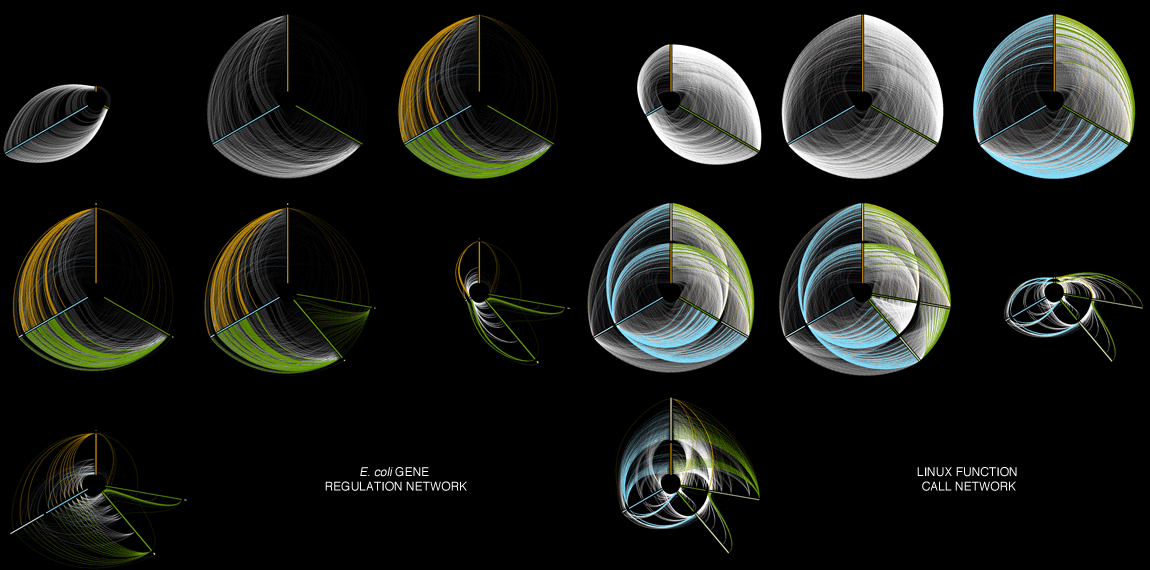 E. coli GENE
REGULATION NETWORK
LINUX FUNCTION
CALL NETWORK